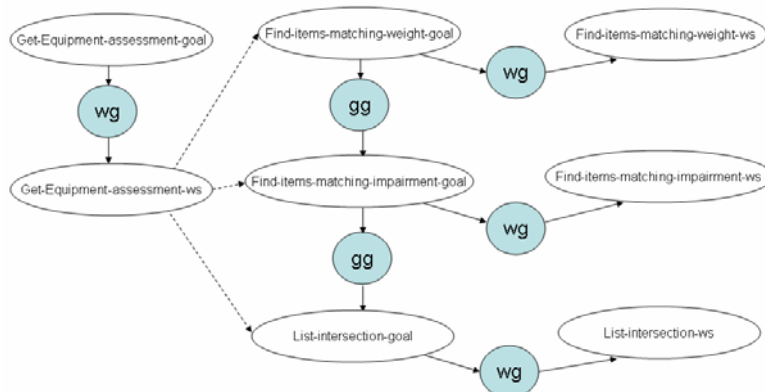 Get-Equipment-assessment-goal
Find-items-matching-weight-goal
Find-items-matching-weight-ws
wg
wg
gg
Get-Equipment-assessment-ws
Find-items-matching-impairment-goal
Find-items-matching-impairment-ws
wg
gg
List-intersection-goal
List-intersection-ws
wg